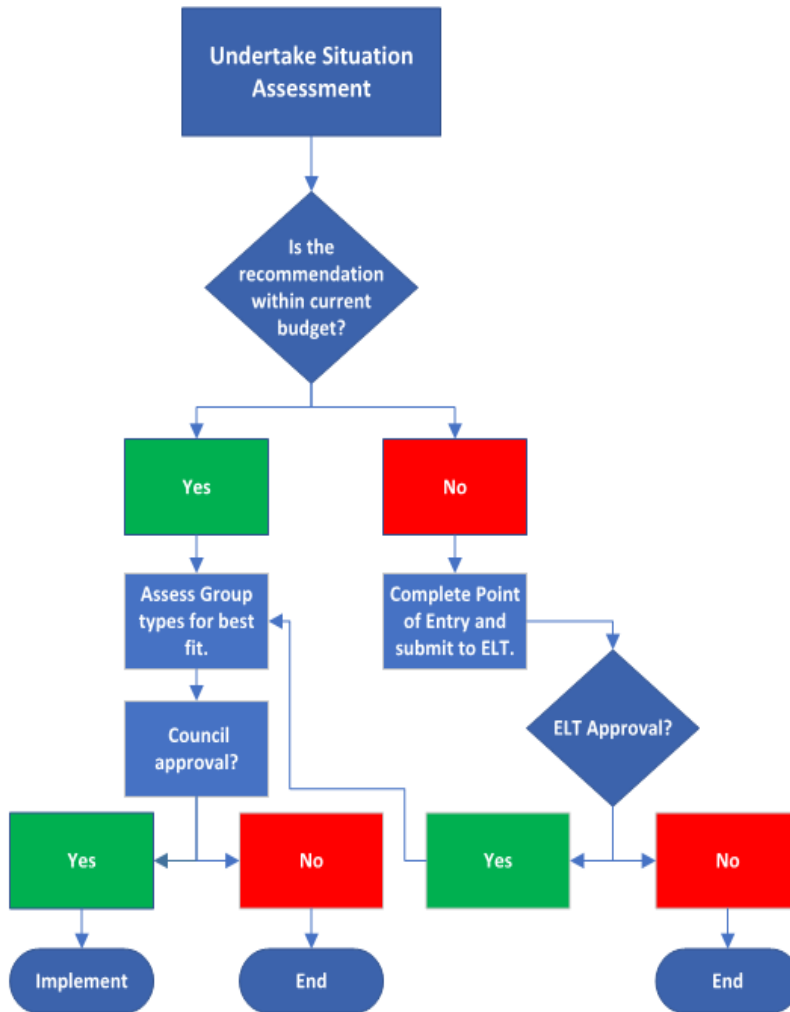 Undertake Situation
Assessment
Is the
recommendation
within current
budget?
Yes
No
Assess Group
types for best
fit.
Complete Point
of Entry and
submit to ELT.
Council
approval?
ELT Approval?
Yes
No
Yes
No
Implement
End
End